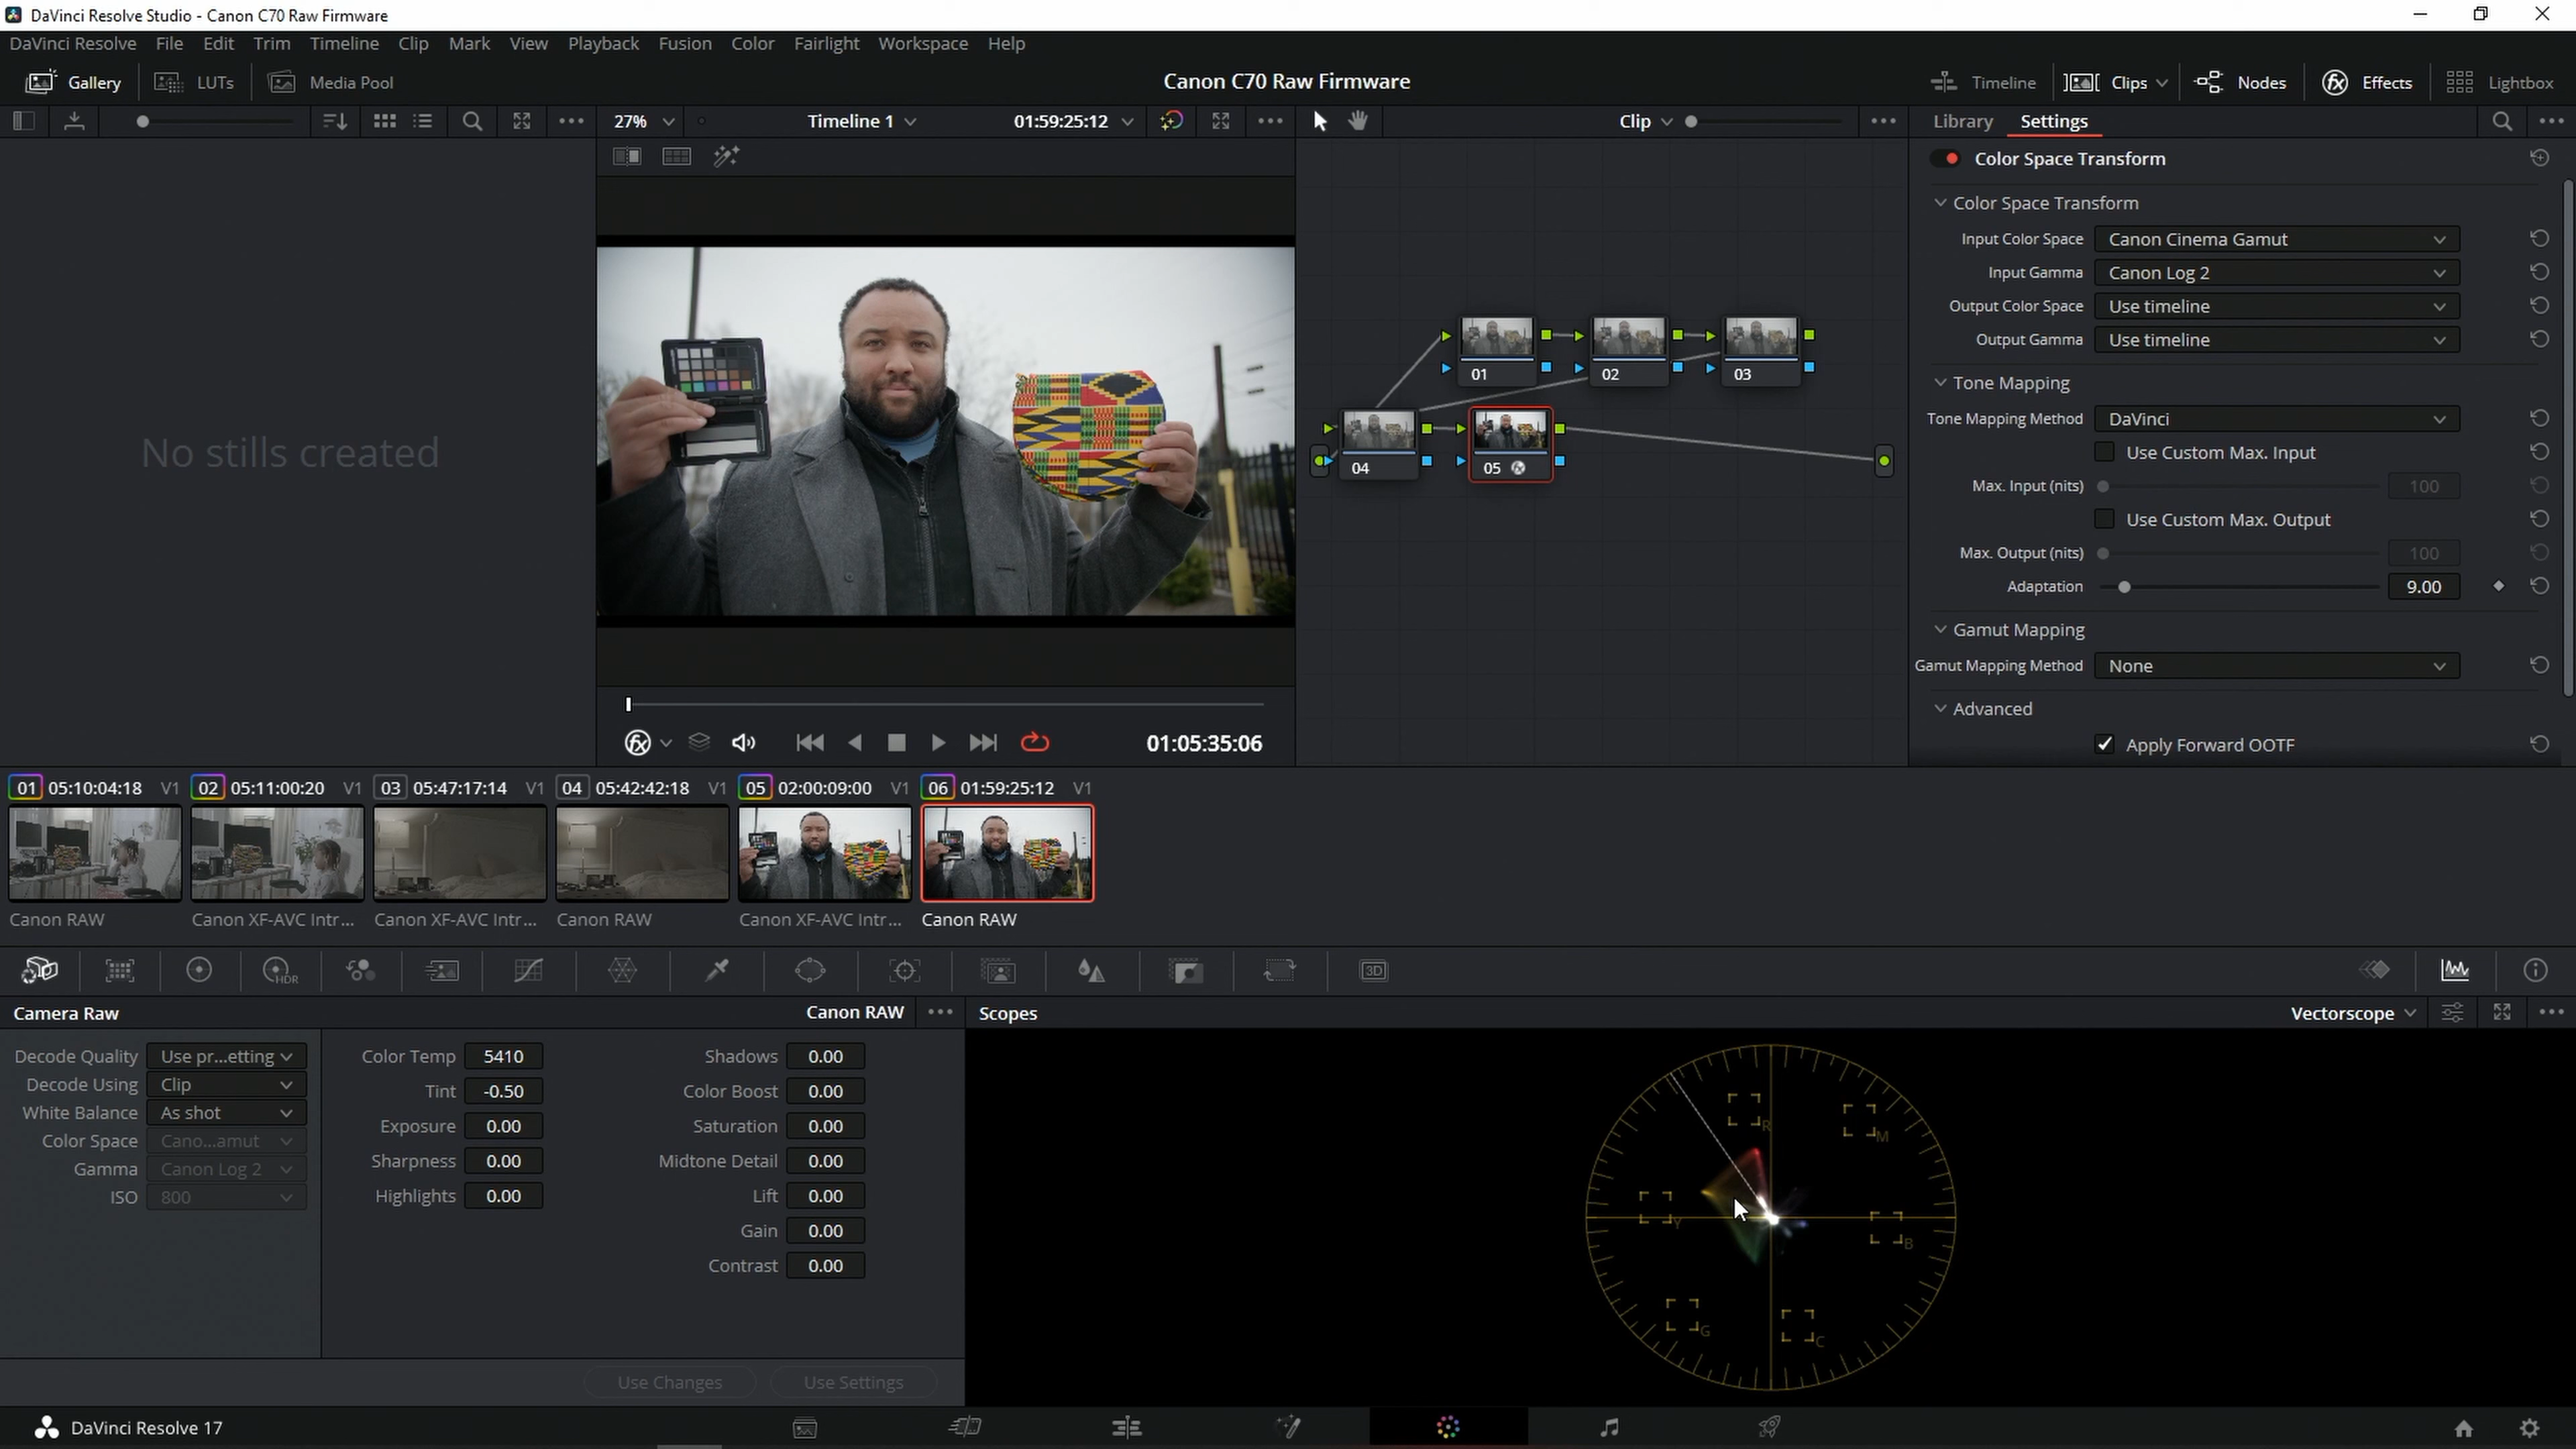 DaVinci Resolve Studio - Canon C70 Raw Firmware
DaVinci Resolve File Edit Trim Timeline Clip Mark View Playback Fusion Color Fairlight Workspace Help
Gallery LUTs Media Pool Canon C70 Raw Firmware Timeline Clips Nodes Effects Lightbox
27% Timeline 1 01:59:25:12 Clip Library Settings
Color Space Transform
Color Space Transform
Input Color Space Canon Cinema Gamut
Input Gamma Canon Log 2
Output Color Space Use timeline
Output Gamma Use timeline
Tone Mapping
Tone Mapping Method DaVinci
Use Custom Max. Input
Max. Input (nits) 100
Use Custom Max. Output
Max. Output (nits) 100
Adaptation 9.00
Gamut Mapping
Gamut Mapping Method None
Advanced
Apply Forward OOTF
No stills created
01 02 03
04 05
01:05:35:06
01 05:10:04:18 V1 02 05:11:00:20 V1 03 05:47:17:14 V1 04 05:42:42:18 V1 05 02:00:09:00 V1 06 01:59:25:12 V1
Canon RAW Canon XF-AVC Intr... Canon XF-AVC Intr... Canon RAW Canon XF-AVC Intr... Canon RAW
HDR 3D
Camera Raw Canon RAW Scopes Vectorscope
Decode Quality Use pr...etting Color Temp 5410 Shadows 0.00
Decode Using Clip Tint -0.50 Color Boost 0.00
White Balance As shot Exposure 0.00 Saturation 0.00
Color Space Cano...amut Sharpness 0.00 Midtone Detail 0.00
Gamma Canon Log 2 Highlights 0.00 Lift 0.00
ISO 800 Gain 0.00
Contrast 0.00
R M
Y B
G C
Use Changes Use Settings
DaVinci Resolve 17